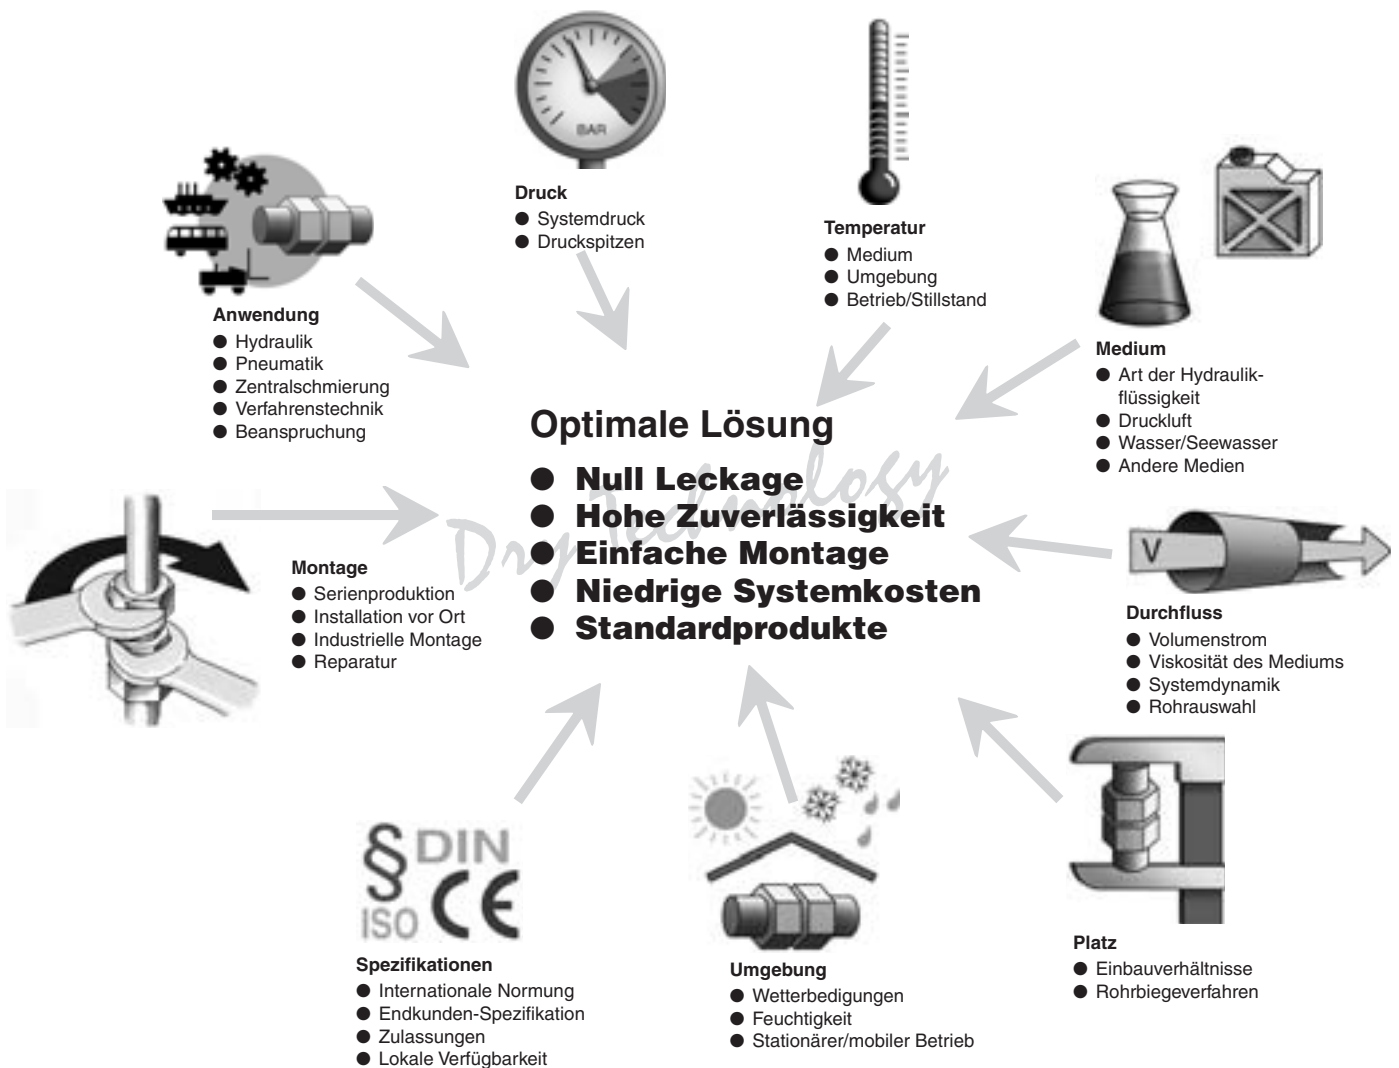 BAR
Druck
● Systemdruck
● Druckspitzen
Temperatur
● Medium
● Umgebung
● Betrieb/Stillstand
Anwendung
● Hydraulik
● Pneumatik
● Zentralschmierung
● Verfahrenstechnik
● Beanspruchung
Medium
● Art der Hydraulik-
flüssigkeit
● Druckluft
● Wasser/Seewasser
● Andere Medien
Optimale Lösung
● Null Leckage
● Hohe Zuverlässigkeit
● Einfache Montage
● Niedrige Systemkosten
● Standardprodukte
Dry Technology
Montage
● Serienproduktion
● Installation vor Ort
● Industrielle Montage
● Reparatur
V
Durchfluss
● Volumenstrom
● Viskosität des Mediums
● Systemdynamik
● Rohrauswahl
§ DIN
ISO CE
Spezifikationen
● Internationale Normung
● Endkunden-Spezifikation
● Zulassungen
● Lokale Verfügbarkeit
Umgebung
● Wetterbedigungen
● Feuchtigkeit
● Stationärer/mobiler Betrieb
Platz
● Einbauverhältnisse
● Rohrbiegeverfahren